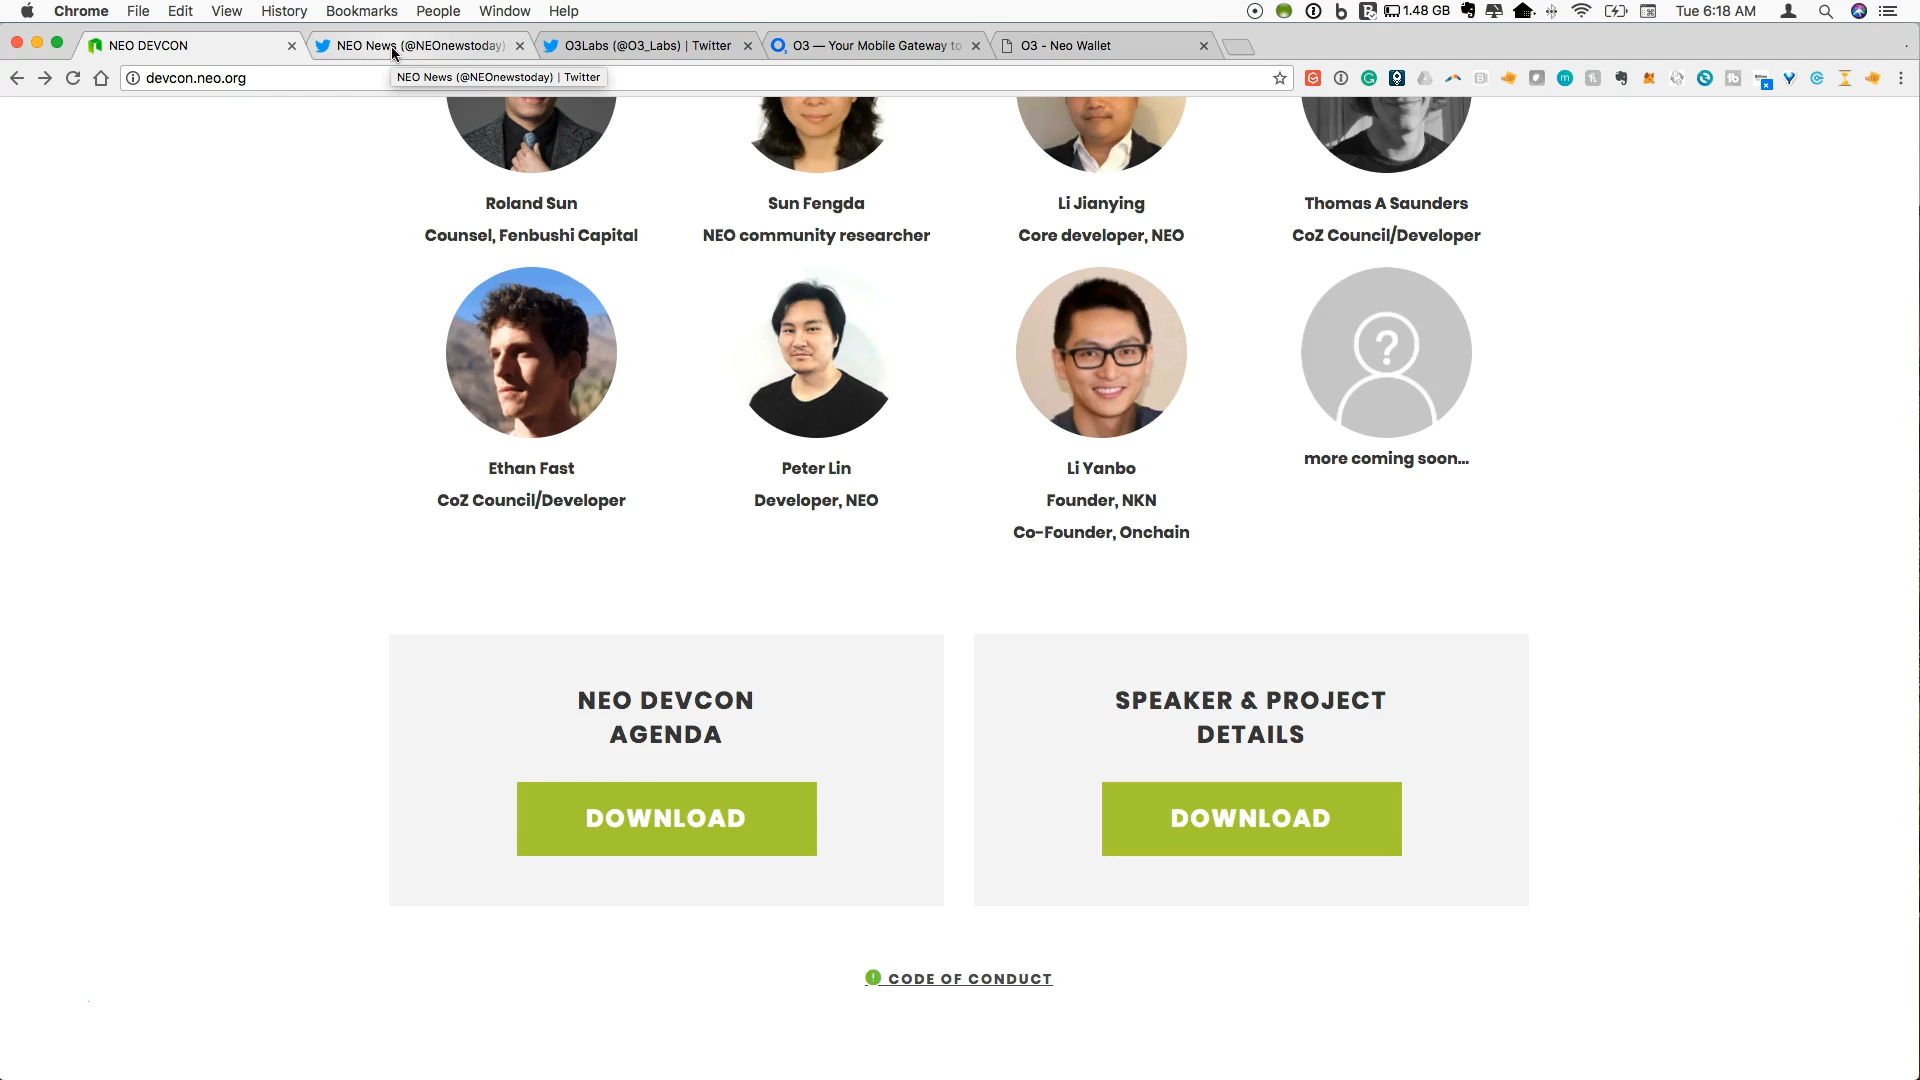 Chrome File Edit View History Bookmarks People Window Help 1.48 GB Tue 6:18 AM
NEO DEVCON NEO News (@NEOnewstoday) O3Labs (@O3_Labs) | Twitter O3 — Your Mobile Gateway to O3 - Neo Wallet
devcon.neo.org
NEO News (@NEOnewstoday) | Twitter
Roland Sun Sun Fengda Li Jianying Thomas A Saunders
Counsel, Fenbushi Capital NEO community researcher Core developer, NEO CoZ Council/Developer
?
Ethan Fast Peter Lin Li Yanbo more coming soon...
CoZ Council/Developer Developer, NEO Founder, NKN
Co-Founder, Onchain
NEO DEVCON
AGENDA
DOWNLOAD
SPEAKER & PROJECT
DETAILS
DOWNLOAD
CODE OF CONDUCT